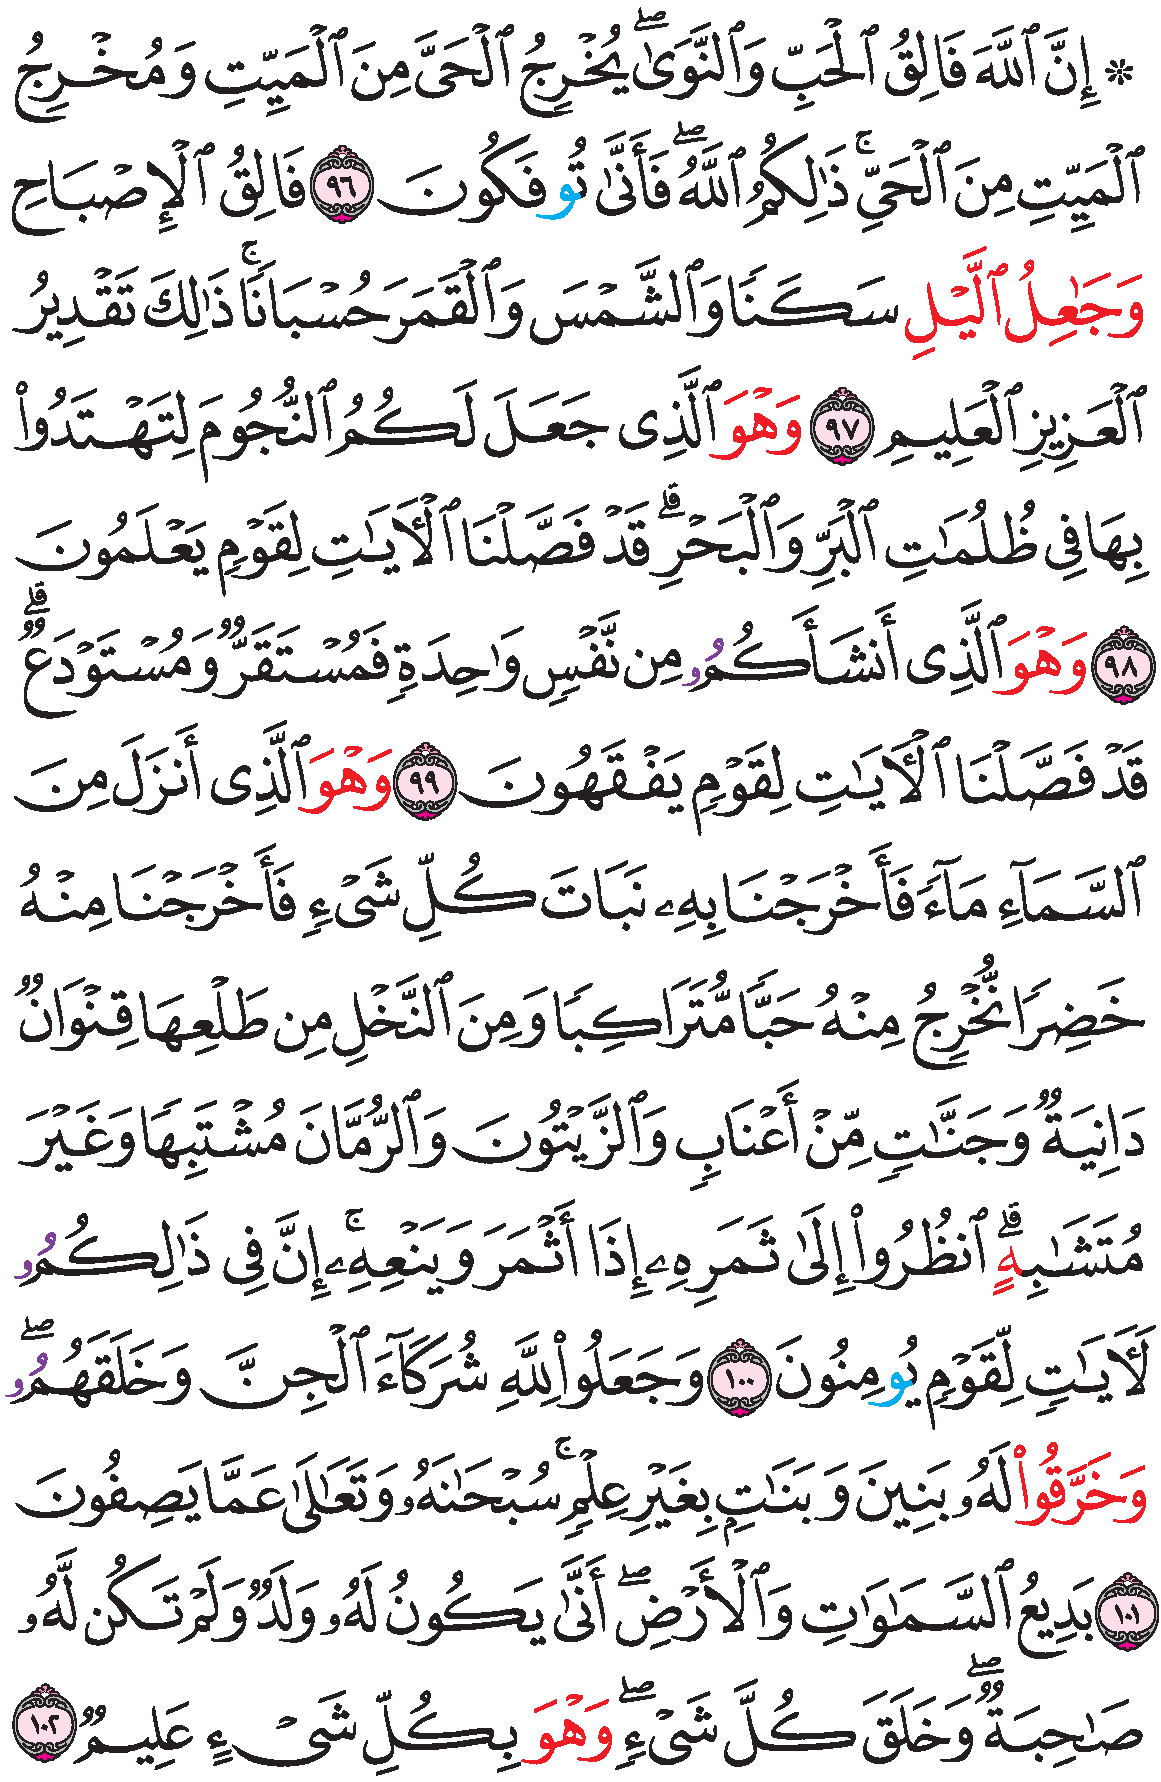 ۞ إِنَّ ٱللَّهَ فَالِقُ ٱلْحَبِّ وَٱلنَّوَىٰۖ يُخْرِجُ ٱلْحَىَّ مِنَ ٱلْمَيِّتِ وَمُخْرِجُ
ٱلْمَيِّتِ مِنَ ٱلْحَىِّۚ ذَٰلِكُمُ ٱللَّهُۖ فَأَنَّىٰ تُوفَكُونَ ٩٦ فَالِقُ ٱلْإِصْبَاحِ
وَجَٰعِلُ ٱلَّيْلِ سَكَنًا وَٱلشَّمْسَ وَٱلْقَمَرَ حُسْبَانًاۚ ذَٰلِكَ تَقْدِيرُ
ٱلْعَزِيزِ ٱلْعَلِيمِ ٩٧ وَهْوَ ٱلَّذِى جَعَلَ لَكُمُ ٱلنُّجُومَ لِتَهْتَدُوا۟
بِهَا فِى ظُلُمَٰتِ ٱلْبَرِّ وَٱلْبَحْرِۗ قَدْ فَصَّلْنَا ٱلْأَيَٰتِ لِقَوْمٍ يَعْلَمُونَ
٩٨ وَهْوَ ٱلَّذِى أَنشَأَكُمُۥ مِن نَّفْسٍ وَٰحِدَةٍ فَمُسْتَقَرٌّ وَمُسْتَوْدَعٌۗ
قَدْ فَصَّلْنَا ٱلْأَيَٰتِ لِقَوْمٍ يَفْقَهُونَ ٩٩ وَهْوَ ٱلَّذِى أَنزَلَ مِنَ
ٱلسَّمَآءِ مَآءً فَأَخْرَجْنَا بِهِۦ نَبَاتَ كُلِّ شَىْءٍ فَأَخْرَجْنَا مِنْهُ
خَضِرًا نُّخْرِجُ مِنْهُ حَبًّا مُّتَرَاكِبًا وَمِنَ ٱلنَّخْلِ مِن طَلْعِهَا قِنْوَانٌ
دَانِيَةٌ وَجَنَّٰتٍ مِّنْ أَعْنَابٍ وَٱلزَّيْتُونَ وَٱلرُّمَّانَ مُشْتَبِهًا وَغَيْرَ
مُتَشَٰبِهٍۗ ٱنظُرُوا۟ إِلَىٰ ثَمَرِهِۦ إِذَا أَثْمَرَ وَيَنْعِهِۦۚ إِنَّ فِى ذَٰلِكُمُۥ
لَأَيَٰتٍ لِّقَوْمٍ يُومِنُونَ ١٠٠ وَجَعَلُوا۟ لِلَّهِ شُرَكَآءَ ٱلْجِنَّ وَخَلَقَهُمُۥۖ
وَخَرَّقُوا۟ لَهُۥ بَنِينَ وَبَنَٰتٍۭ بِغَيْرِ عِلْمٍۚ سُبْحَٰنَهُۥ وَتَعَٰلَىٰ عَمَّا يَصِفُونَ
١٠١ بَدِيعُ ٱلسَّمَٰوَٰتِ وَٱلْأَرْضِۖ أَنَّىٰ يَكُونُ لَهُۥ وَلَدٌ وَلَمْ تَكُن لَّهُۥ
صَٰحِبَةٌۖ وَخَلَقَ كُلَّ شَىْءٍۖ وَهْوَ بِكُلِّ شَىْءٍ عَلِيمٌ ١٠٢